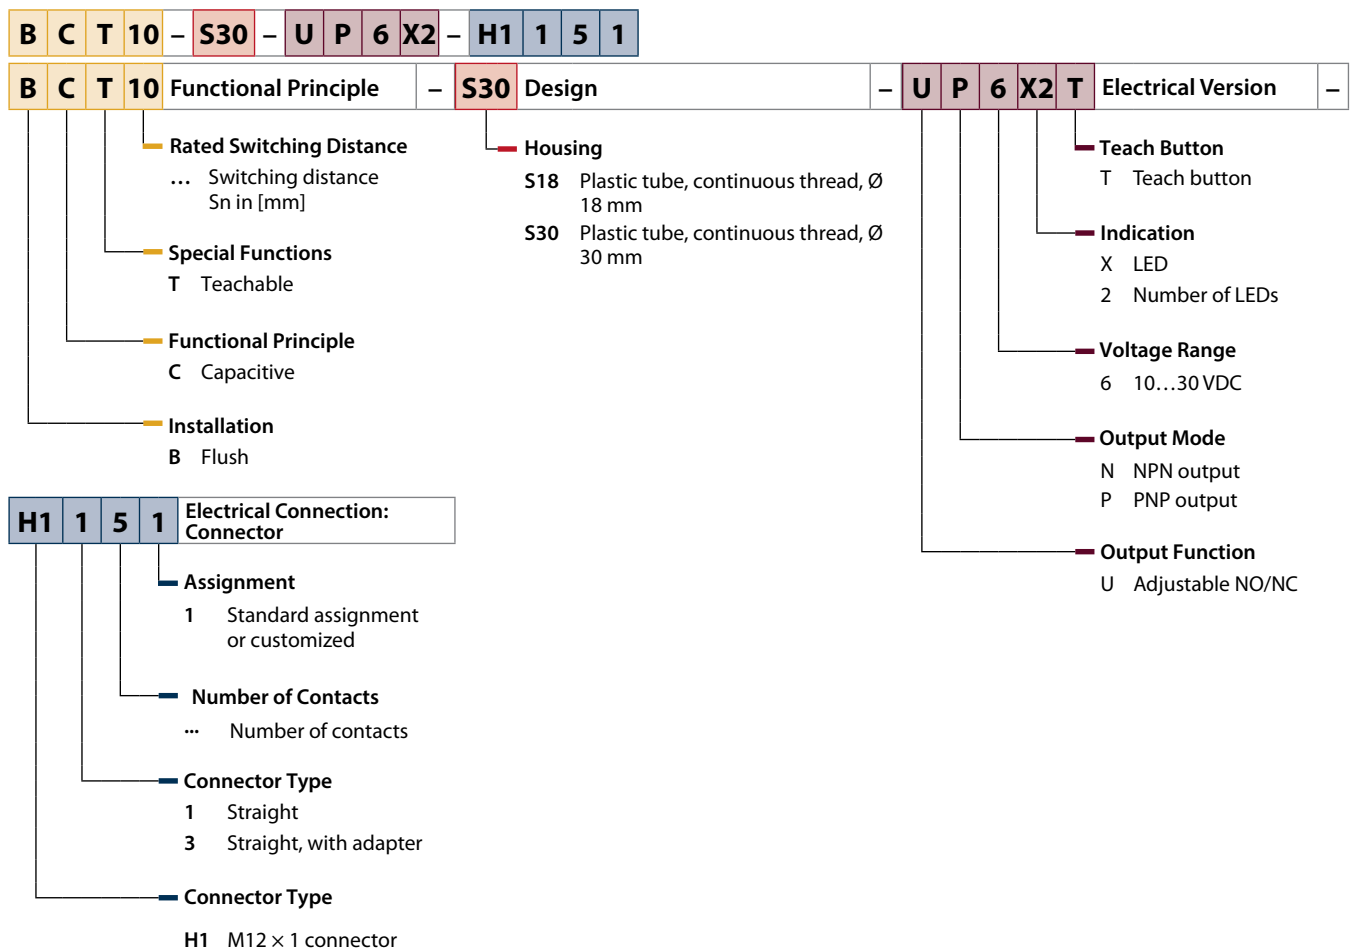 B C T 10 – S30 – U P 6 X2 – H1 1 5 1
B C T 10 Functional Principle – S30 Design – U P 6 X2 T Electrical Version –
Rated Switching Distance
… Switching distance
Sn in [mm]
Special Functions
T Teachable
Functional Principle
C Capacitive
Installation
B Flush
Housing
S18 Plastic tube, continuous thread, Ø
18 mm
S30 Plastic tube, continuous thread, Ø
30 mm
Teach Button
T Teach button
Indication
X LED
2 Number of LEDs
Voltage Range
6 10…30 VDC
Output Mode
N NPN output
P PNP output
Output Function
U Adjustable NO/NC
H1 1 5 1 Electrical Connection:
Connector
Assignment
1 Standard assignment
or customized
Number of Contacts
... Number of contacts
Connector Type
1 Straight
3 Straight, with adapter
Connector Type
H1 M12 × 1 connector